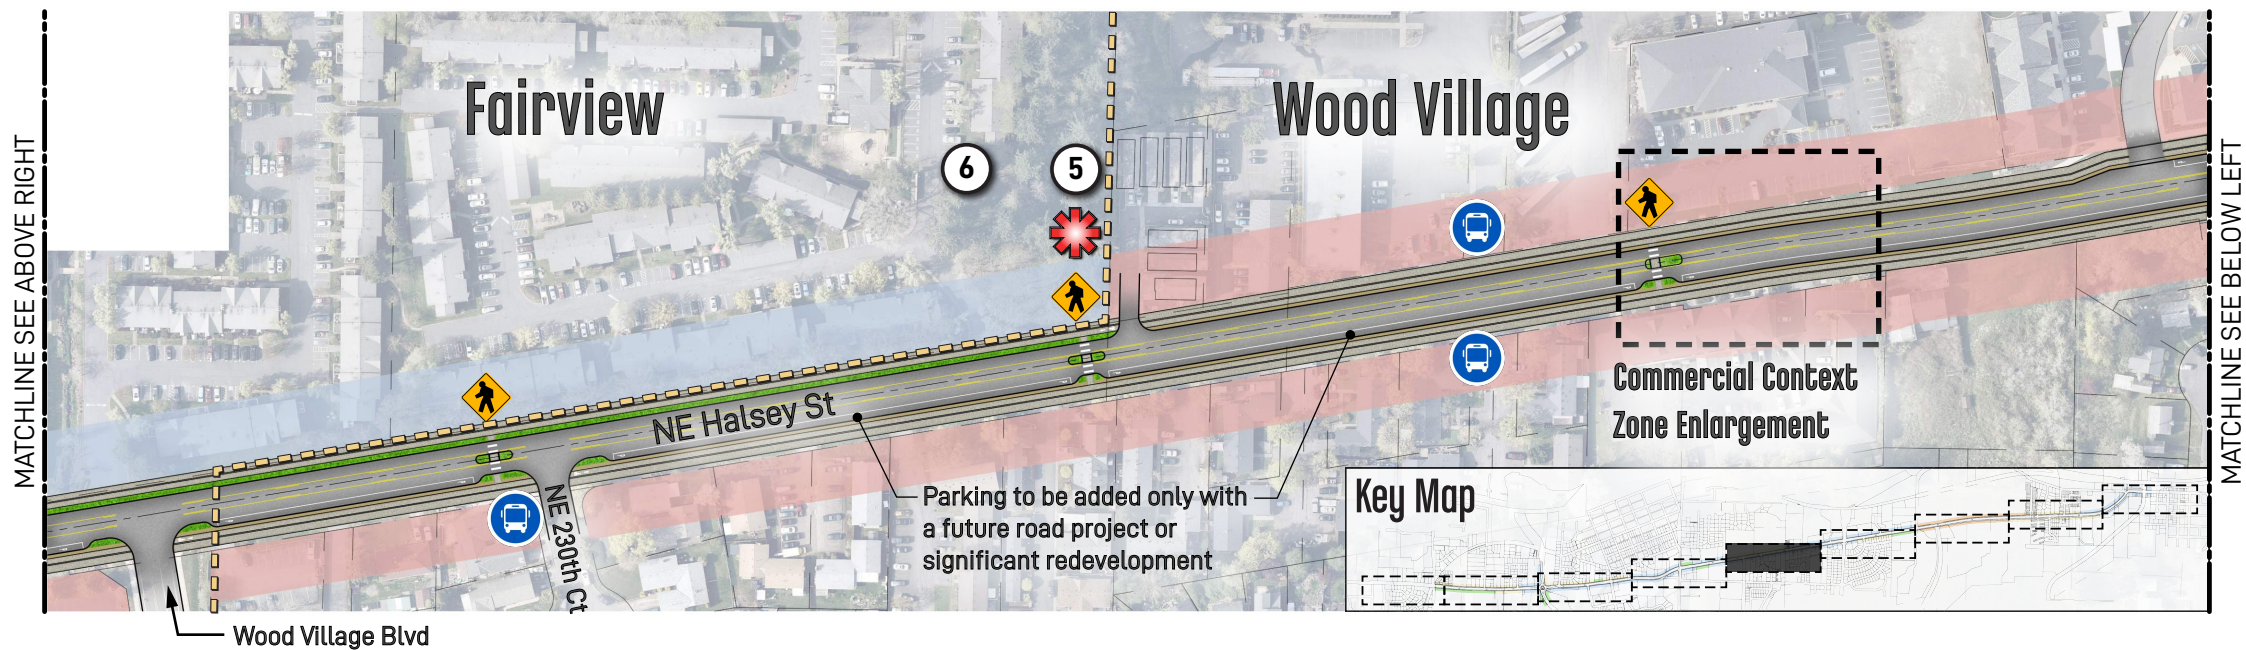 MATCHLINE SEE ABOVE RIGHT
Fairview
Wood Village
6
5
MATCHLINE SEE BELOW LEFT
NE Halsey St
Commercial Context
Zone Enlargement
NE 230th Ct
Parking to be added only with
a future road project or
significant redevelopment
Key Map
Wood Village Blvd